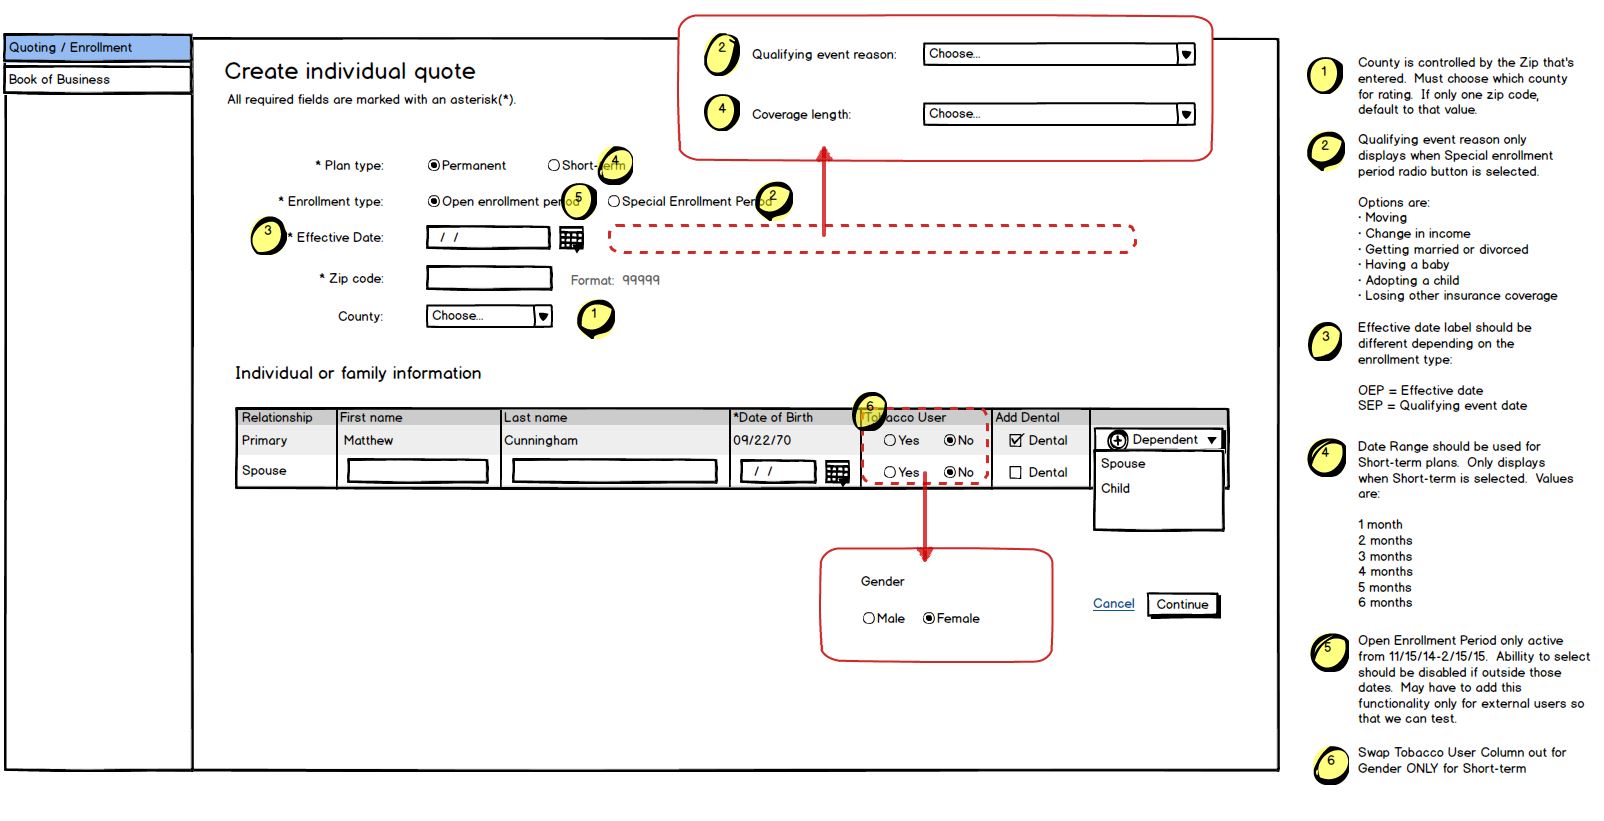 Quoting / Enrollment
Book of Business
Create individual quote
All required fields are marked with an asterisk(*).
2 Qualifying event reason: Choose...
4 Coverage length: Choose...
* Plan type: Permanent Short-term 4
* Enrollment type: Open enrollment period 5 Special Enrollment Period 2
3 * Effective Date: / /
* Zip code: Format: 99999
County: Choose... 1
Individual or family information
6
Relationship First name Last name *Date of Birth Tobacco User Add Dental
Primary Matthew Cunningham 09/22/70 Yes No Dental Dependent
Spouse / / Yes No Dental
Spouse
Child
Gender
Male Female
Cancel Continue
1
County is controlled by the Zip that's
entered. Must choose which county
for rating. If only one zip code,
default to that value.
2
Qualifying event reason only
displays when Special enrollment
period radio button is selected.
Options are:
· Moving
· Change in income
· Getting married or divorced
· Having a baby
· Adopting a child
· Losing other insurance coverage
3
Effective date label should be
different depending on the
enrollment type:
OEP = Effective date
SEP = Qualifying event date
4
Date Range should be used for
Short-term plans. Only displays
when Short-term is selected. Values
are:
1 month
2 months
3 months
4 months
5 months
6 months
5
Open Enrollment Period only active
from 11/15/14-2/15/15. Abillity to select
should be disabled if outside those
dates. May have to add this
functionality only for external users so
that we can test.
6
Swap Tobacco User Column out for
Gender ONLY for Short-term